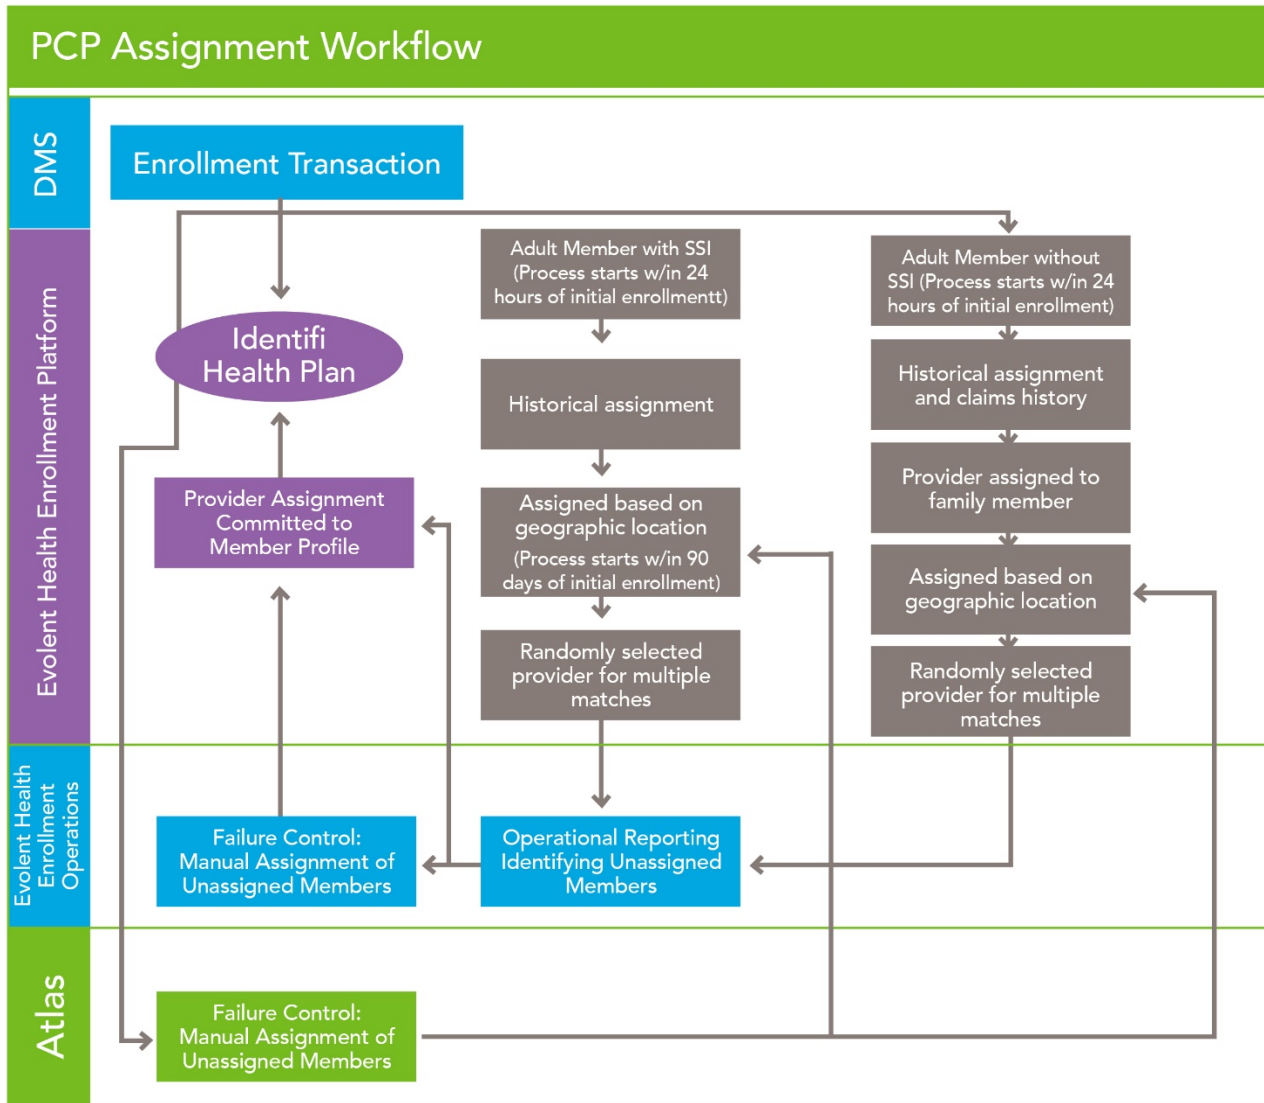 PCP Assignment Workflow
DMS
Enrollment Transaction
Evolent Health Enrollment Platform
Identifi
Health Plan
Provider Assignment
Committed to
Member Profile
Adult Member with SSI
(Process starts w/in 24
hours of initial enrollmentt)
Historical assignment
Assigned based on
geographic location
(Process starts w/in 90
days of initial enrollment)
Randomly selected
provider for multiple
matches
Adult Member without
SSI (Process starts w/in 24
hours of initial enrollment)
Historical assignment
and claims history
Provider assigned to
family member
Assigned based on
geographic location
Randomly selected
provider for multiple
matches
Evolent Health
Enrollment
Operations
Failure Control:
Manual Assignment of
Unassigned Members
Operational Reporting
Identifying Unassigned
Members
Atlas
Failure Control:
Manual Assignment of
Unassigned Members